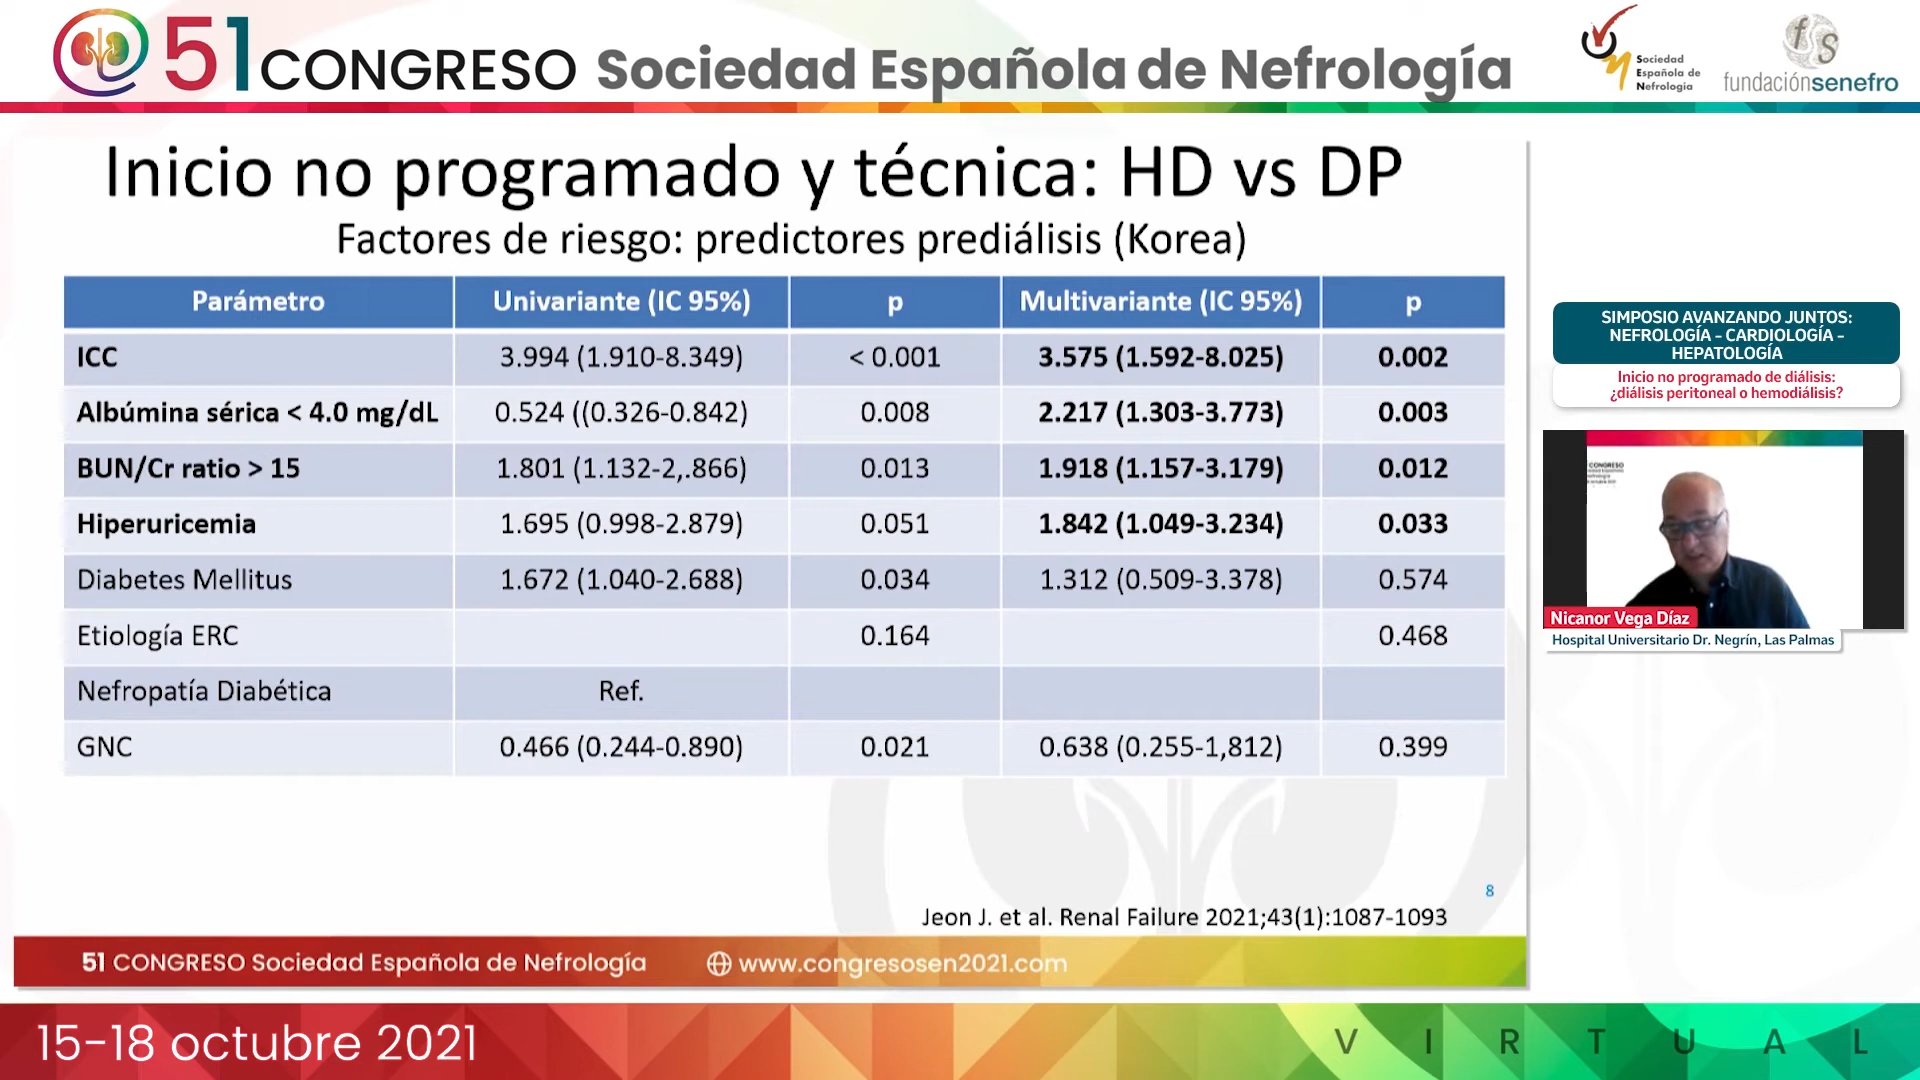 51 CONGRESO Sociedad Española de Nefrología
Sociedad
Española de
Nefrología
fs
fundaciónsenefro
Inicio no programado y técnica: HD vs DP
Factores de riesgo: predictores prediálisis (Korea)
Parámetro Univariante (IC 95%) p Multivariante (IC 95%) p
ICC 3.994 (1.910-8.349) < 0.001 3.575 (1.592-8.025) 0.002
Albúmina sérica < 4.0 mg/dL 0.524 ((0.326-0.842) 0.008 2.217 (1.303-3.773) 0.003
BUN/Cr ratio > 15 1.801 (1.132-2,.866) 0.013 1.918 (1.157-3.179) 0.012
Hiperuricemia 1.695 (0.998-2.879) 0.051 1.842 (1.049-3.234) 0.033
Diabetes Mellitus 1.672 (1.040-2.688) 0.034 1.312 (0.509-3.378) 0.574
Etiología ERC 0.164 0.468
Nefropatía Diabética Ref.
GNC 0.466 (0.244-0.890) 0.021 0.638 (0.255-1,812) 0.399
8
Jeon J. et al. Renal Failure 2021;43(1):1087-1093
51 CONGRESO Sociedad Española de Nefrología www.congresosen2021.com
SIMPOSIO AVANZANDO JUNTOS:
NEFROLOGÍA - CARDIOLOGÍA -
HEPATOLOGÍA
Inicio no programado de diálisis:
¿diálisis peritoneal o hemodiálisis?
CONGRESO
Nicanor Vega Díaz
Hospital Universitario Dr. Negrín, Las Palmas
15-18 octubre 2021
VIRTUAL